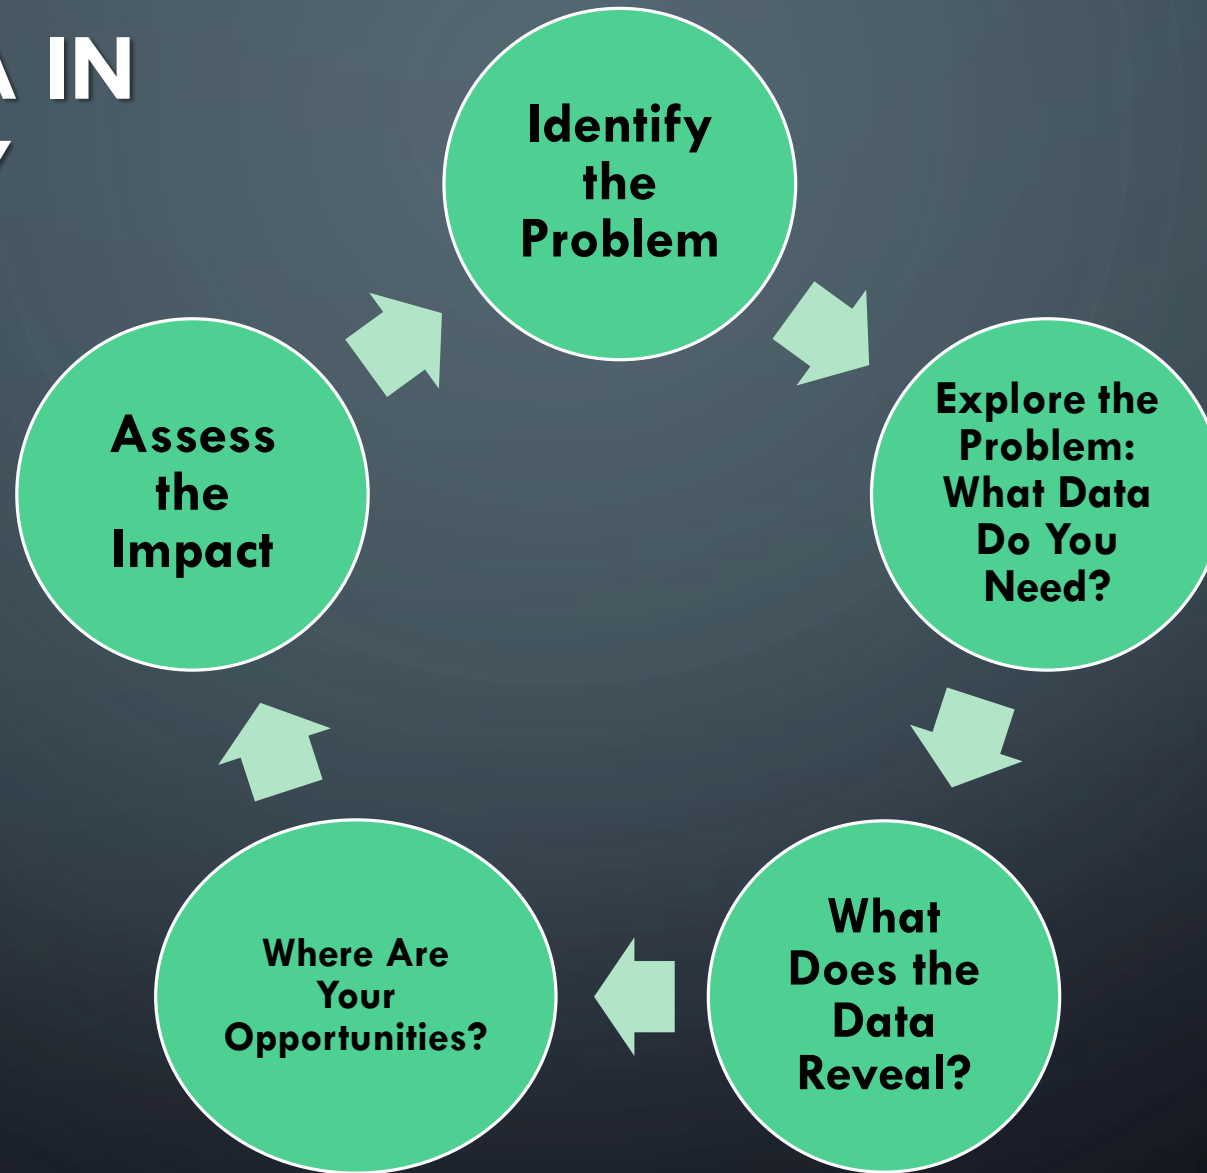 IN
Identify
the
Problem
Explore the
Problem:
What Data
Do You
Need?
What
Does the
Data
Reveal?
Where Are
Your
Opportunities?
Assess
the
Impact